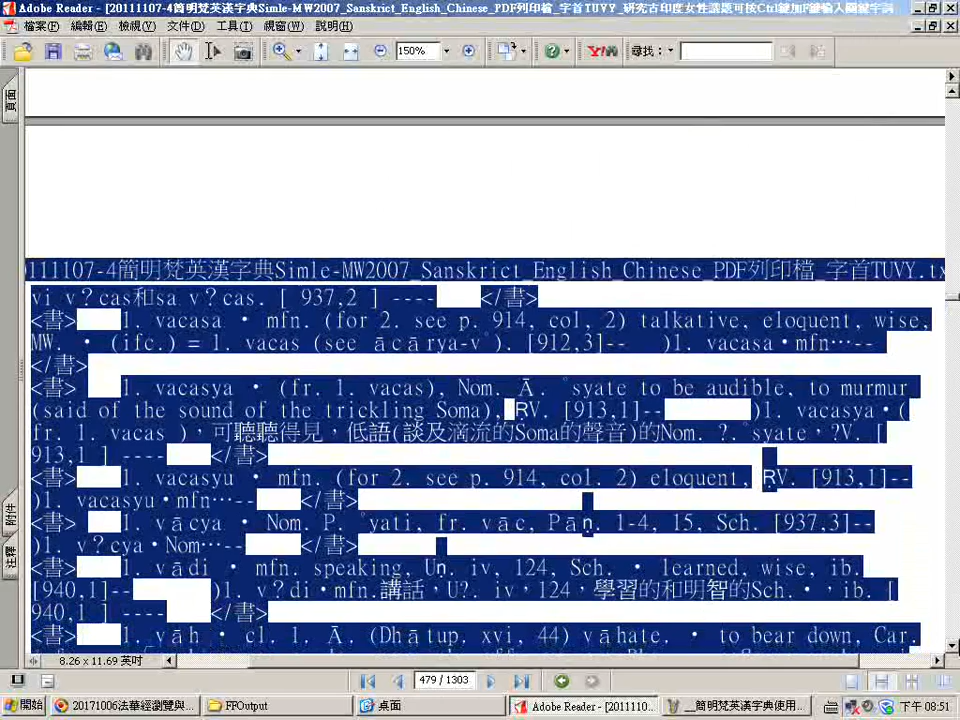 Adobe Reader - [20111107-4簡明梵英漢字典Simle-MW2007_Sanskrict_English_Chinese_PDF列印檔_字首TUVY_研究古印度女性議題可按Ctrl鍵加F鍵輸入關鍵字詞
檔案(F) 編輯(E) 檢視(V) 文件(D) 工具(T) 視窗(W) 說明(H)
150% Y! 尋找:
頁面
附件
注釋
0111107-4簡明梵英漢字典Simle-MW2007_Sanskrict_English_Chinese_PDF列印檔_字首TUVY.tx
vi v?cas和sa v?cas. [ 937,2 ] ---- </書>
<書> 1. vacasa • mfn. (for 2. see p. 914, col, 2) talkative, eloquent, wise,
MW. • (ifc.) = 1. vacas (see ācārya-v°). [912,3]-- )1. vacasa•mfn…--
</書>
<書> 1. vacasya • (fr. 1. vacas), Nom. Ā. °syate to be audible, to murmur
(said of the sound of the trickling Soma), RV. [913,1]-- )1. vacasya•(
fr. 1. vacas )，可聽聽得見，低語(談及滴流的Soma的聲音)的Nom. ?.°syate，?V. [
913,1 ] ---- </書>
<書> 1. vacasyu • mfn. (for 2. see p. 914, col. 2) eloquent, RV. [913,1]--
)1. vacasyu•mfn…-- </書>
<書> 1. vācya • Nom. P. °yati, fr. vāc, Pāṇ. 1-4, 15, Sch. [937,3]--
)1. v?cya•Nom…-- </書>
<書> 1. vādi • mfn. speaking, Uṇ. iv, 124, Sch. • learned, wise, ib.
[940,1]-- )1. v?di•mfn.講話，U?. iv，124，學習的和明智的Sch.，ib. [
940,1 ] ---- </書>
<書> 1. vāh • cl. 1. Ā. (Dhātup. xvi, 44) vāhate. • to bear down, Car.
8.26 x 11.69 英吋
479 / 1303
開始 20171006法華經瀏覽與... FFOutput 桌面 Adobe Reader - [2011110... __簡明梵英字典使用... 下午 08:51